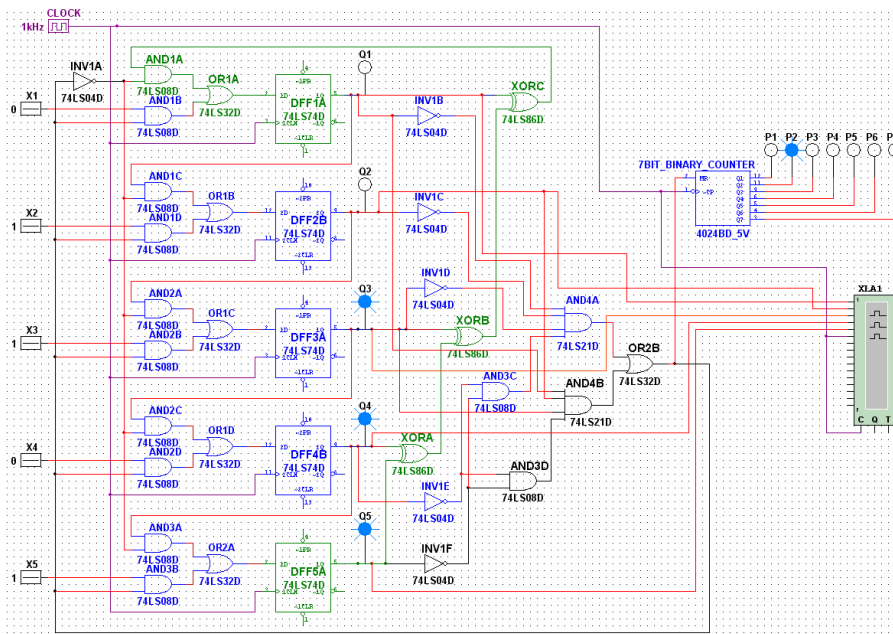 CLOCK
1kHz
INV1A
74LS04D
AND1A
74LS08D
OR1A
74LS32D
AND1B
74LS08D
X1
0
DFF1A
74LS74D
Q1
INV1B
74LS04D
XORC
74LS86D
P1
P2
P3
P4
P5
P6
7BIT_BINARY_COUNTER
4024BD_5V
AND1C
74LS08D
OR1B
74LS32D
AND1D
74LS08D
X2
1
DFF2B
74LS74D
Q2
INV1C
74LS04D
AND2A
74LS08D
OR1C
74LS32D
AND2B
74LS08D
X3
1
DFF3A
74LS74D
Q3
INV1D
74LS04D
XORB
74LS86D
AND4A
74LS21D
OR2B
74LS32D
XLA1
C Q T
AND3C
74LS08D
AND4B
74LS21D
AND2C
74LS08D
OR1D
74LS32D
AND2D
74LS08D
X4
0
DFF4B
74LS74D
Q4
XORA
74LS86D
AND3D
74LS08D
INV1E
74LS04D
AND3A
74LS08D
OR2A
74LS32D
AND3B
74LS08D
X5
1
DFF5A
74LS74D
Q5
INV1F
74LS04D